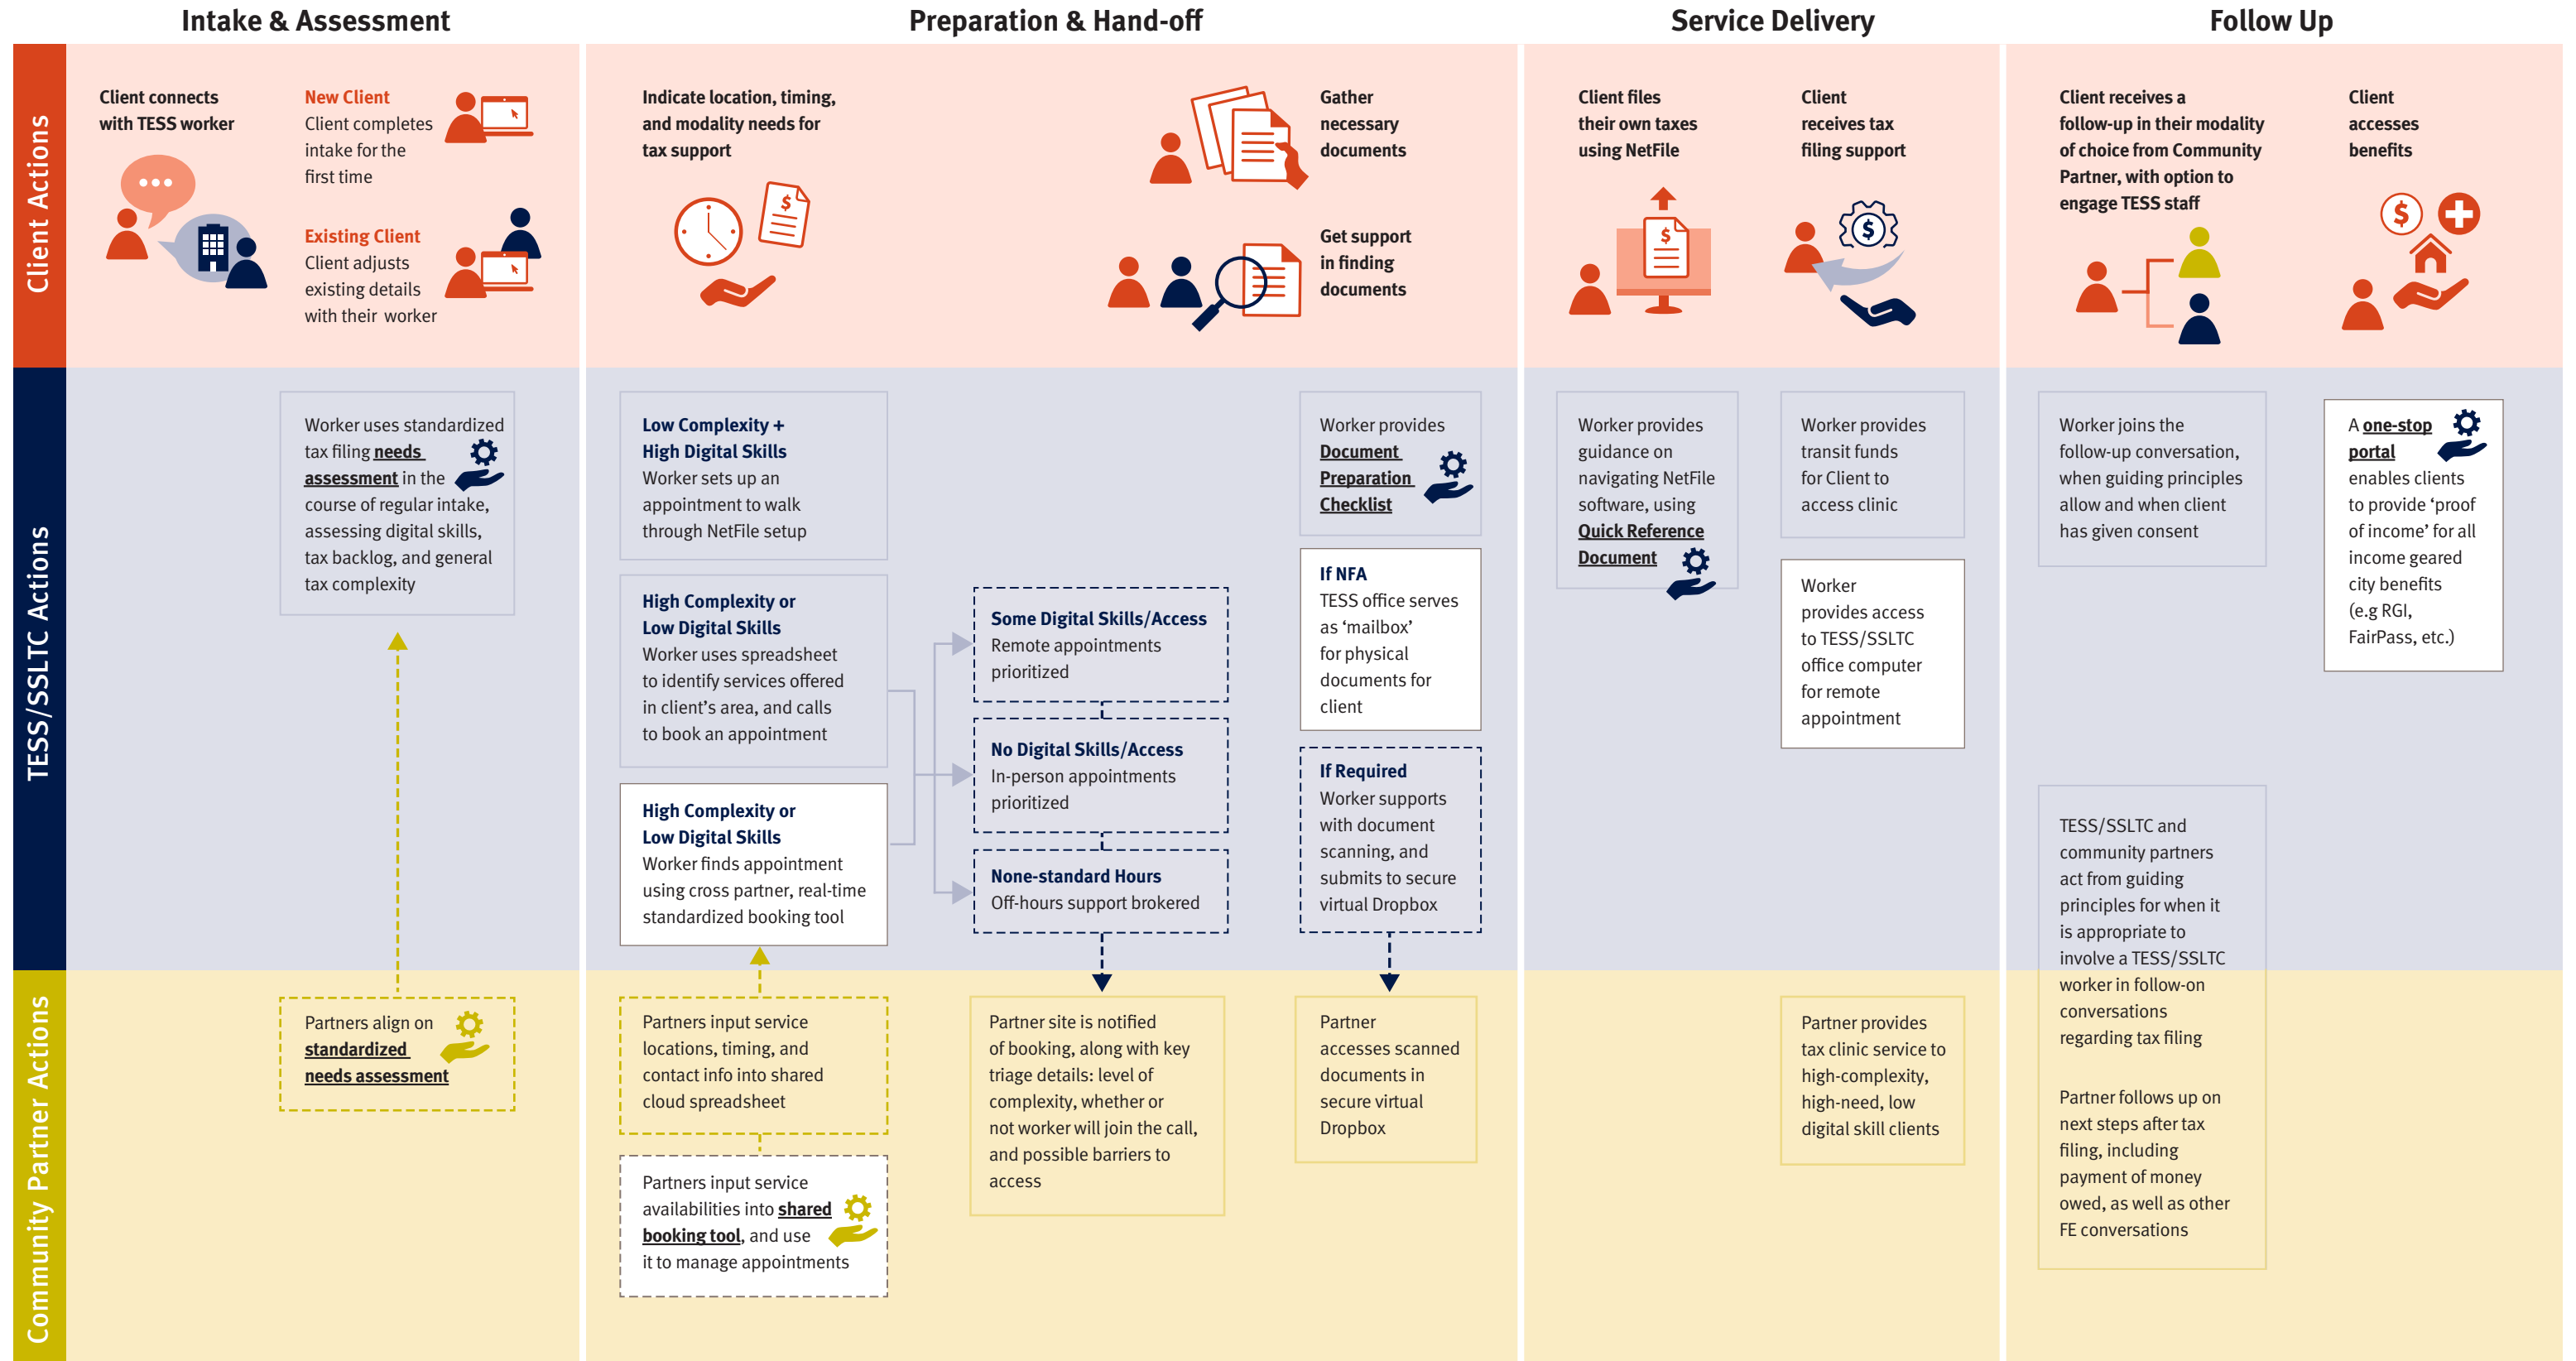 Intake & Assessment
Preparation & Hand-off
Service Delivery
Follow Up
Client Actions
Client connects
with TESS worker
New Client
Client completes
intake for the
first time
Existing Client
Client adjusts
existing details
with their worker
Indicate location, timing,
and modality needs for
tax support
Gather
necessary
documents
Get support
in finding
documents
Client files
their own taxes
using NetFile
Client
receives tax
filing support
Client receives a
follow-up in their modality
of choice from Community
Partner, with option to
engage TESS staff
Client
accesses
benefits
TESS/SSLTC Actions
Worker uses standardized
tax filing needs
assessment in the
course of regular intake,
assessing digital skills,
tax backlog, and general
tax complexity
Low Complexity +
High Digital Skills
Worker sets up an
appointment to walk
through NetFile setup
High Complexity or
Low Digital Skills
Worker uses spreadsheet
to identify services offered
in client's area, and calls
to book an appointment
High Complexity or
Low Digital Skills
Worker finds appointment
using cross partner, real-time
standardized booking tool
Some Digital Skills/Access
Remote appointments
prioritized
No Digital Skills/Access
In-person appointments
prioritized
None-standard Hours
Off-hours support brokered
Worker provides
Document
Preparation
Checklist
If NFA
TESS office serves
as ‘mailbox’
for physical
documents for
client
If Required
Worker supports
with document
scanning, and
submits to secure
virtual Dropbox
Worker provides
guidance on
navigating NetFile
software, using
Quick Reference
Document
Worker provides
transit funds
for Client to
access clinic
Worker
provides access
to TESS/SSLTC
office computer
for remote
appointment
Worker joins the
follow-up conversation,
when guiding principles
allow and when client
has given consent
A one-stop
portal
enables clients
to provide ‘proof
of income’ for all
income geared
city benefits
(e.g RGI,
FairPass, etc.)
TESS/SSLTC and
community partners
act from guiding
principles for when it
is appropriate to
involve a TESS/SSLTC
worker in follow-on
conversations
regarding tax filing
Partner follows up on
next steps after tax
filing, including
payment of money
owed, as well as other
FE conversations
Community Partner Actions
Partners align on
standardized
needs assessment
Partners input service
locations, timing, and
contact info into shared
cloud spreadsheet
Partners input service
availabilities into shared
booking tool, and use
it to manage appointments
Partner site is notified
of booking, along with key
triage details: level of
complexity, whether or
not worker will join the call,
and possible barriers to
access
Partner
accesses scanned
documents in
secure virtual
Dropbox
Partner provides
tax clinic service to
high-complexity,
high-need, low
digital skill clients